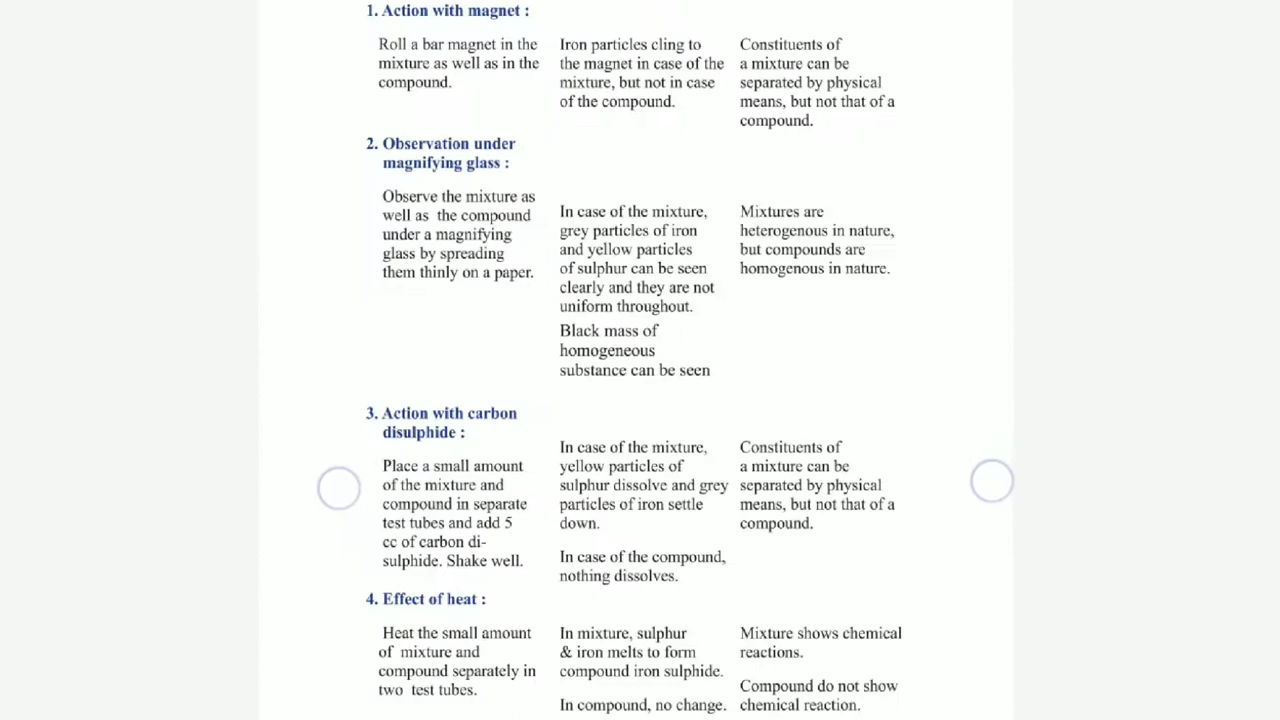 1. Action with magnet :
Roll a bar magnet in the
mixture as well as in the
compound.
Iron particles cling to
the magnet in case of the
mixture, but not in case
of the compound.
Constituents of
a mixture can be
separated by physical
means, but not that of a
compound.
2. Observation under
magnifying glass :
Observe the mixture as
well as the compound
under a magnifying
glass by spreading
them thinly on a paper.
In case of the mixture,
grey particles of iron
and yellow particles
of sulphur can be seen
clearly and they are not
uniform throughout.
Black mass of
homogeneous
substance can be seen
Mixtures are
heterogenous in nature,
but compounds are
homogenous in nature.
3. Action with carbon
disulphide :
Place a small amount
of the mixture and
compound in separate
test tubes and add 5
cc of carbon di-
sulphide. Shake well.
In case of the mixture,
yellow particles of
sulphur dissolve and grey
particles of iron settle
down.
In case of the compound,
nothing dissolves.
Constituents of
a mixture can be
separated by physical
means, but not that of a
compound.
4. Effect of heat :
Heat the small amount
of mixture and
compound separately in
two test tubes.
In mixture, sulphur
& iron melts to form
compound iron sulphide.
In compound, no change.
Mixture shows chemical
reactions.
Compound do not show
chemical reaction.